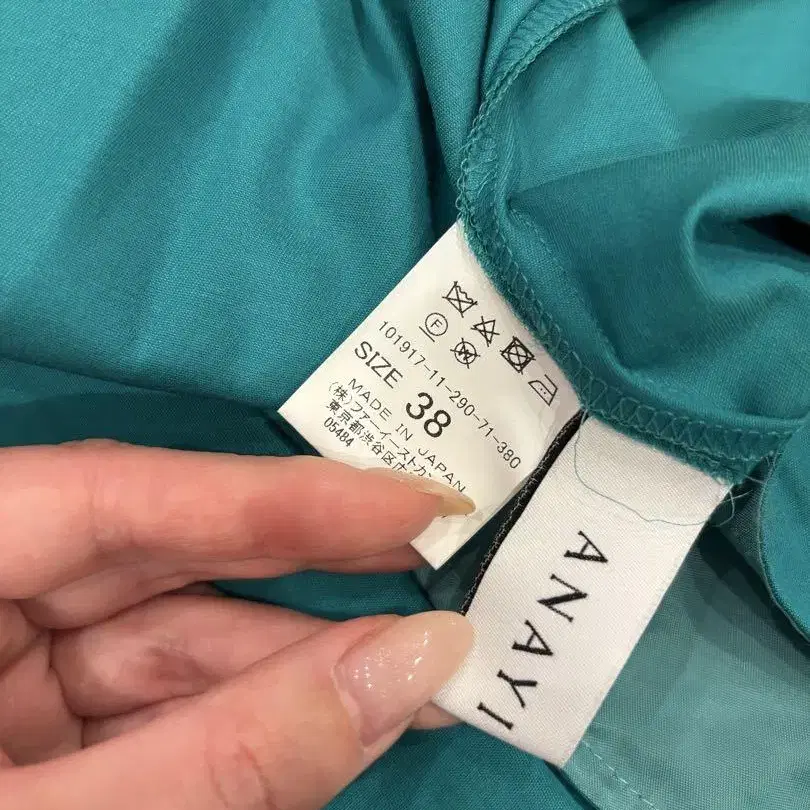 101917-11-290-71-380
SIZE 38
MADE IN JAPAN
(株)ファーイーストカン
東京都渋谷区広
05484
F
ANAYI